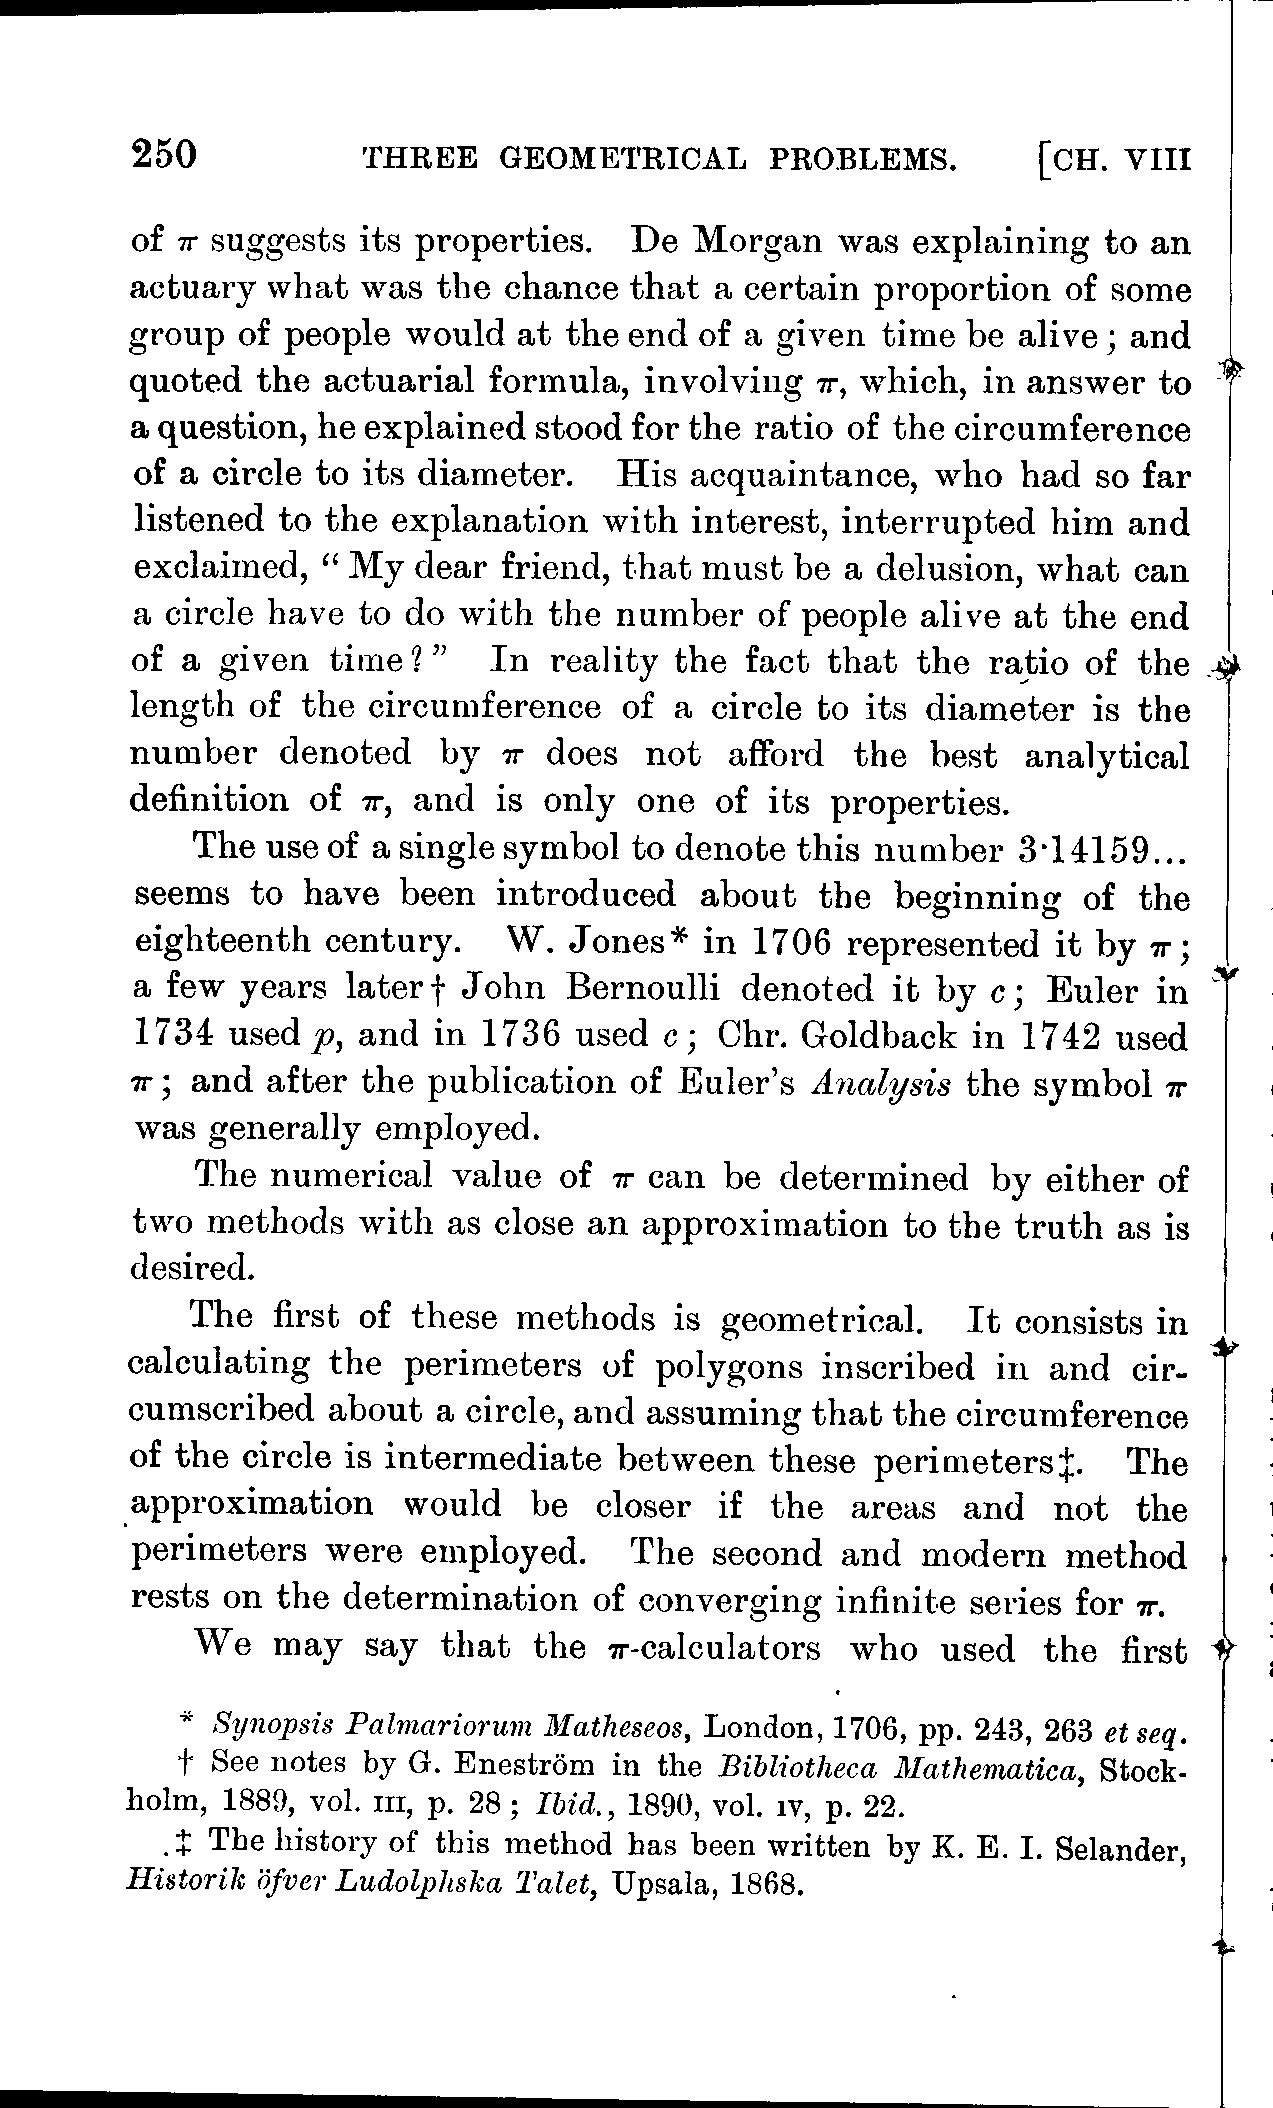 250 THREE GEOMETRICAL PROBLEMS. [CH. VIII
of π suggests its properties. De Morgan was explaining to an
actuary what was the chance that a certain proportion of some
group of people would at the end of a given time be alive; and
quoted the actuarial formula, involving π, which, in answer to
a question, he explained stood for the ratio of the circumference
of a circle to its diameter. His acquaintance, who had so far
listened to the explanation with interest, interrupted him and
exclaimed, “My dear friend, that must be a delusion, what can
a circle have to do with the number of people alive at the end
of a given time?” In reality the fact that the ratio of the
length of the circumference of a circle to its diameter is the
number denoted by π does not afford the best analytical
definition of π, and is only one of its properties.
The use of a single symbol to denote this number 3·14159...
seems to have been introduced about the beginning of the
eighteenth century. W. Jones* in 1706 represented it by π;
a few years later† John Bernoulli denoted it by c; Euler in
1734 used p, and in 1736 used c; Chr. Goldback in 1742 used
π; and after the publication of Euler's Analysis the symbol π
was generally employed.
The numerical value of π can be determined by either of
two methods with as close an approximation to the truth as is
desired.
The first of these methods is geometrical. It consists in
calculating the perimeters of polygons inscribed in and cir-
cumscribed about a circle, and assuming that the circumference
of the circle is intermediate between these perimeters‡. The
approximation would be closer if the areas and not the
perimeters were employed. The second and modern method
rests on the determination of converging infinite series for π.
We may say that the π-calculators who used the first
* Synopsis Palmariorum Matheseos, London, 1706, pp. 243, 263 et seq.
† See notes by G. Eneström in the Bibliotheca Mathematica, Stock-
holm, 1889, vol. III, p. 28; Ibid., 1890, vol. IV, p. 22.
‡ The history of this method has been written by K. E. I. Selander,
Historik öfver Ludolphska Talet, Upsala, 1868.